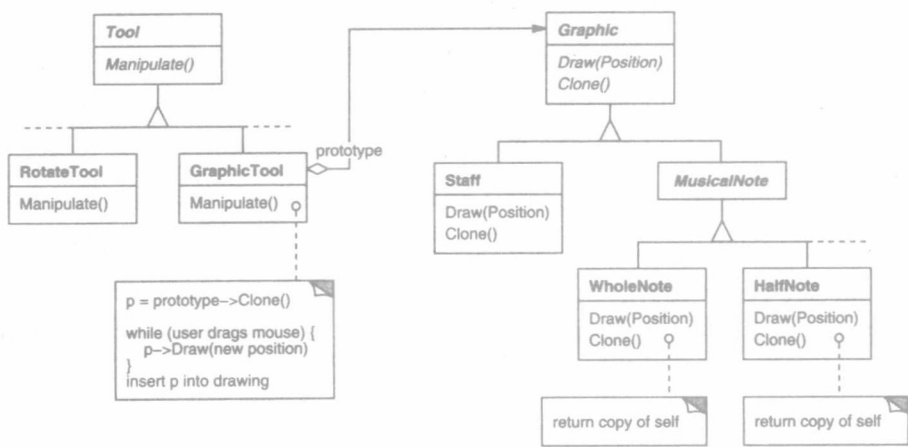 Tool
Manipulate()
RotateTool
Manipulate()
GraphicTool
Manipulate()
prototype
p = prototype->Clone()
while (user drags mouse) {
p->Draw(new position)
}
insert p into drawing
Graphic
Draw(Position)
Clone()
Staff
Draw(Position)
Clone()
MusicalNote
WholeNote
Draw(Position)
Clone()
HalfNote
Draw(Position)
Clone()
return copy of self
return copy of self